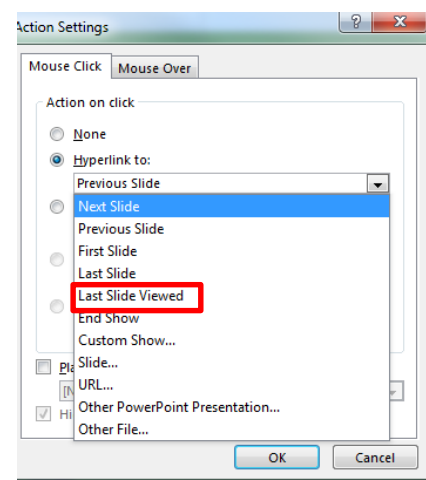 Action Settings
Mouse Click Mouse Over
Action on click
None
Hyperlink to:
Previous Slide
Next Slide
Previous Slide
First Slide
Last Slide
Last Slide Viewed
End Show
Custom Show...
Slide...
URL...
Other PowerPoint Presentation...
Other File...
OK Cancel